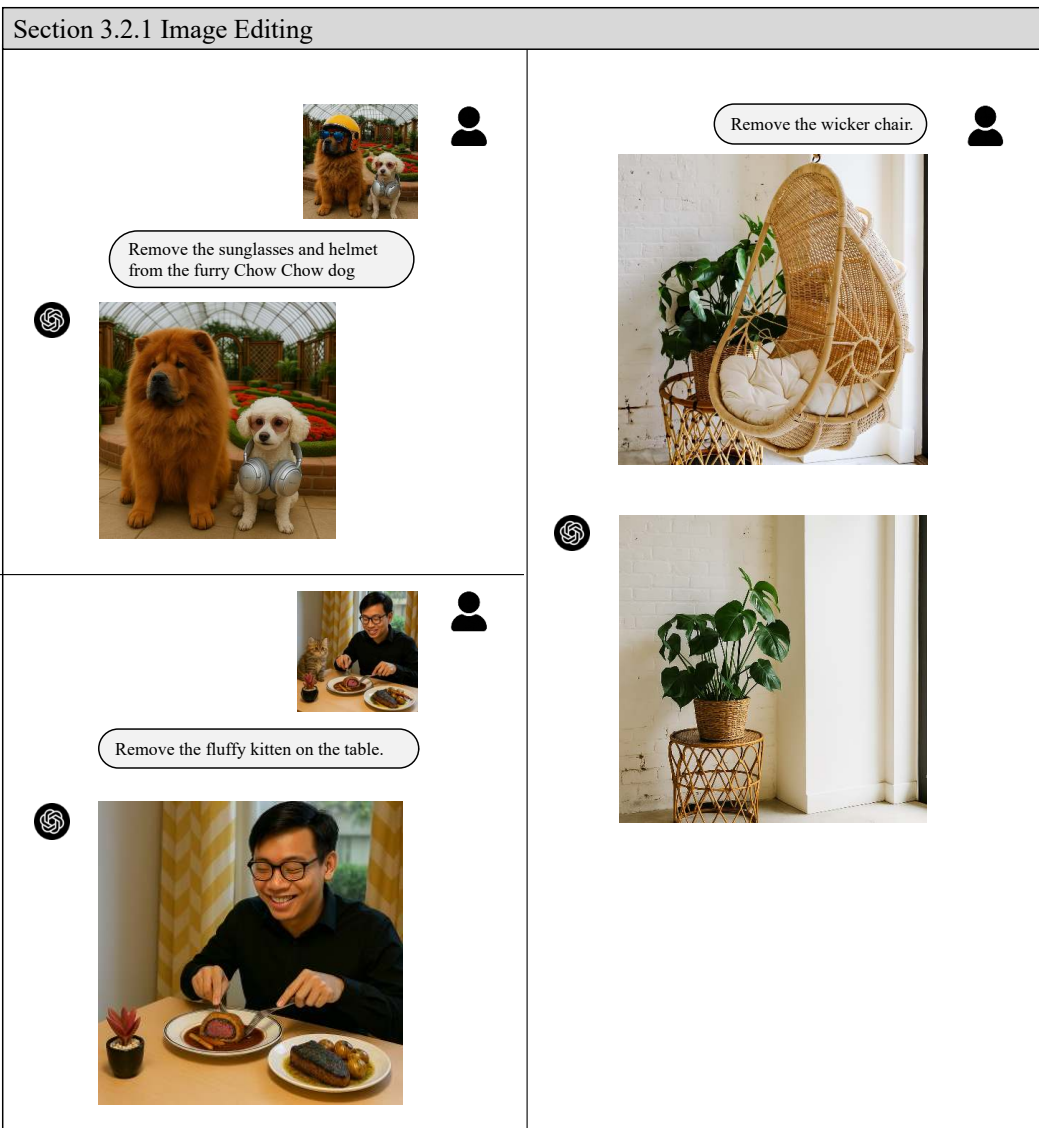 Section 3.2.1 Image Editing
Remove the sunglasses and helmet
from the furry Chow Chow dog
Remove the fluffy kitten on the table.
Remove the wicker chair.